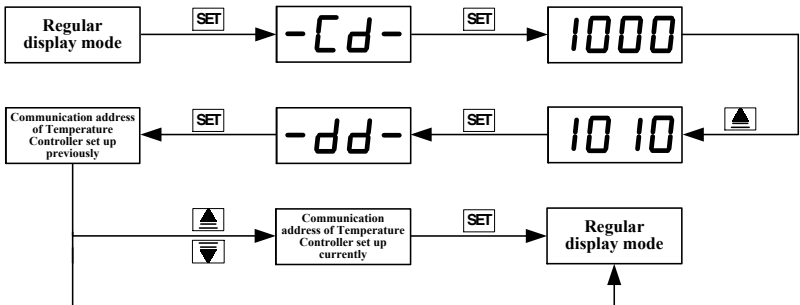 Regular
display mode
SET
-Cd-
SET
1000
Communication address
of Temperature
Controller set up
previously
SET
-dd-
SET
1010
Communication
address of Temperature
Controller set up
currently
SET
Regular
display mode